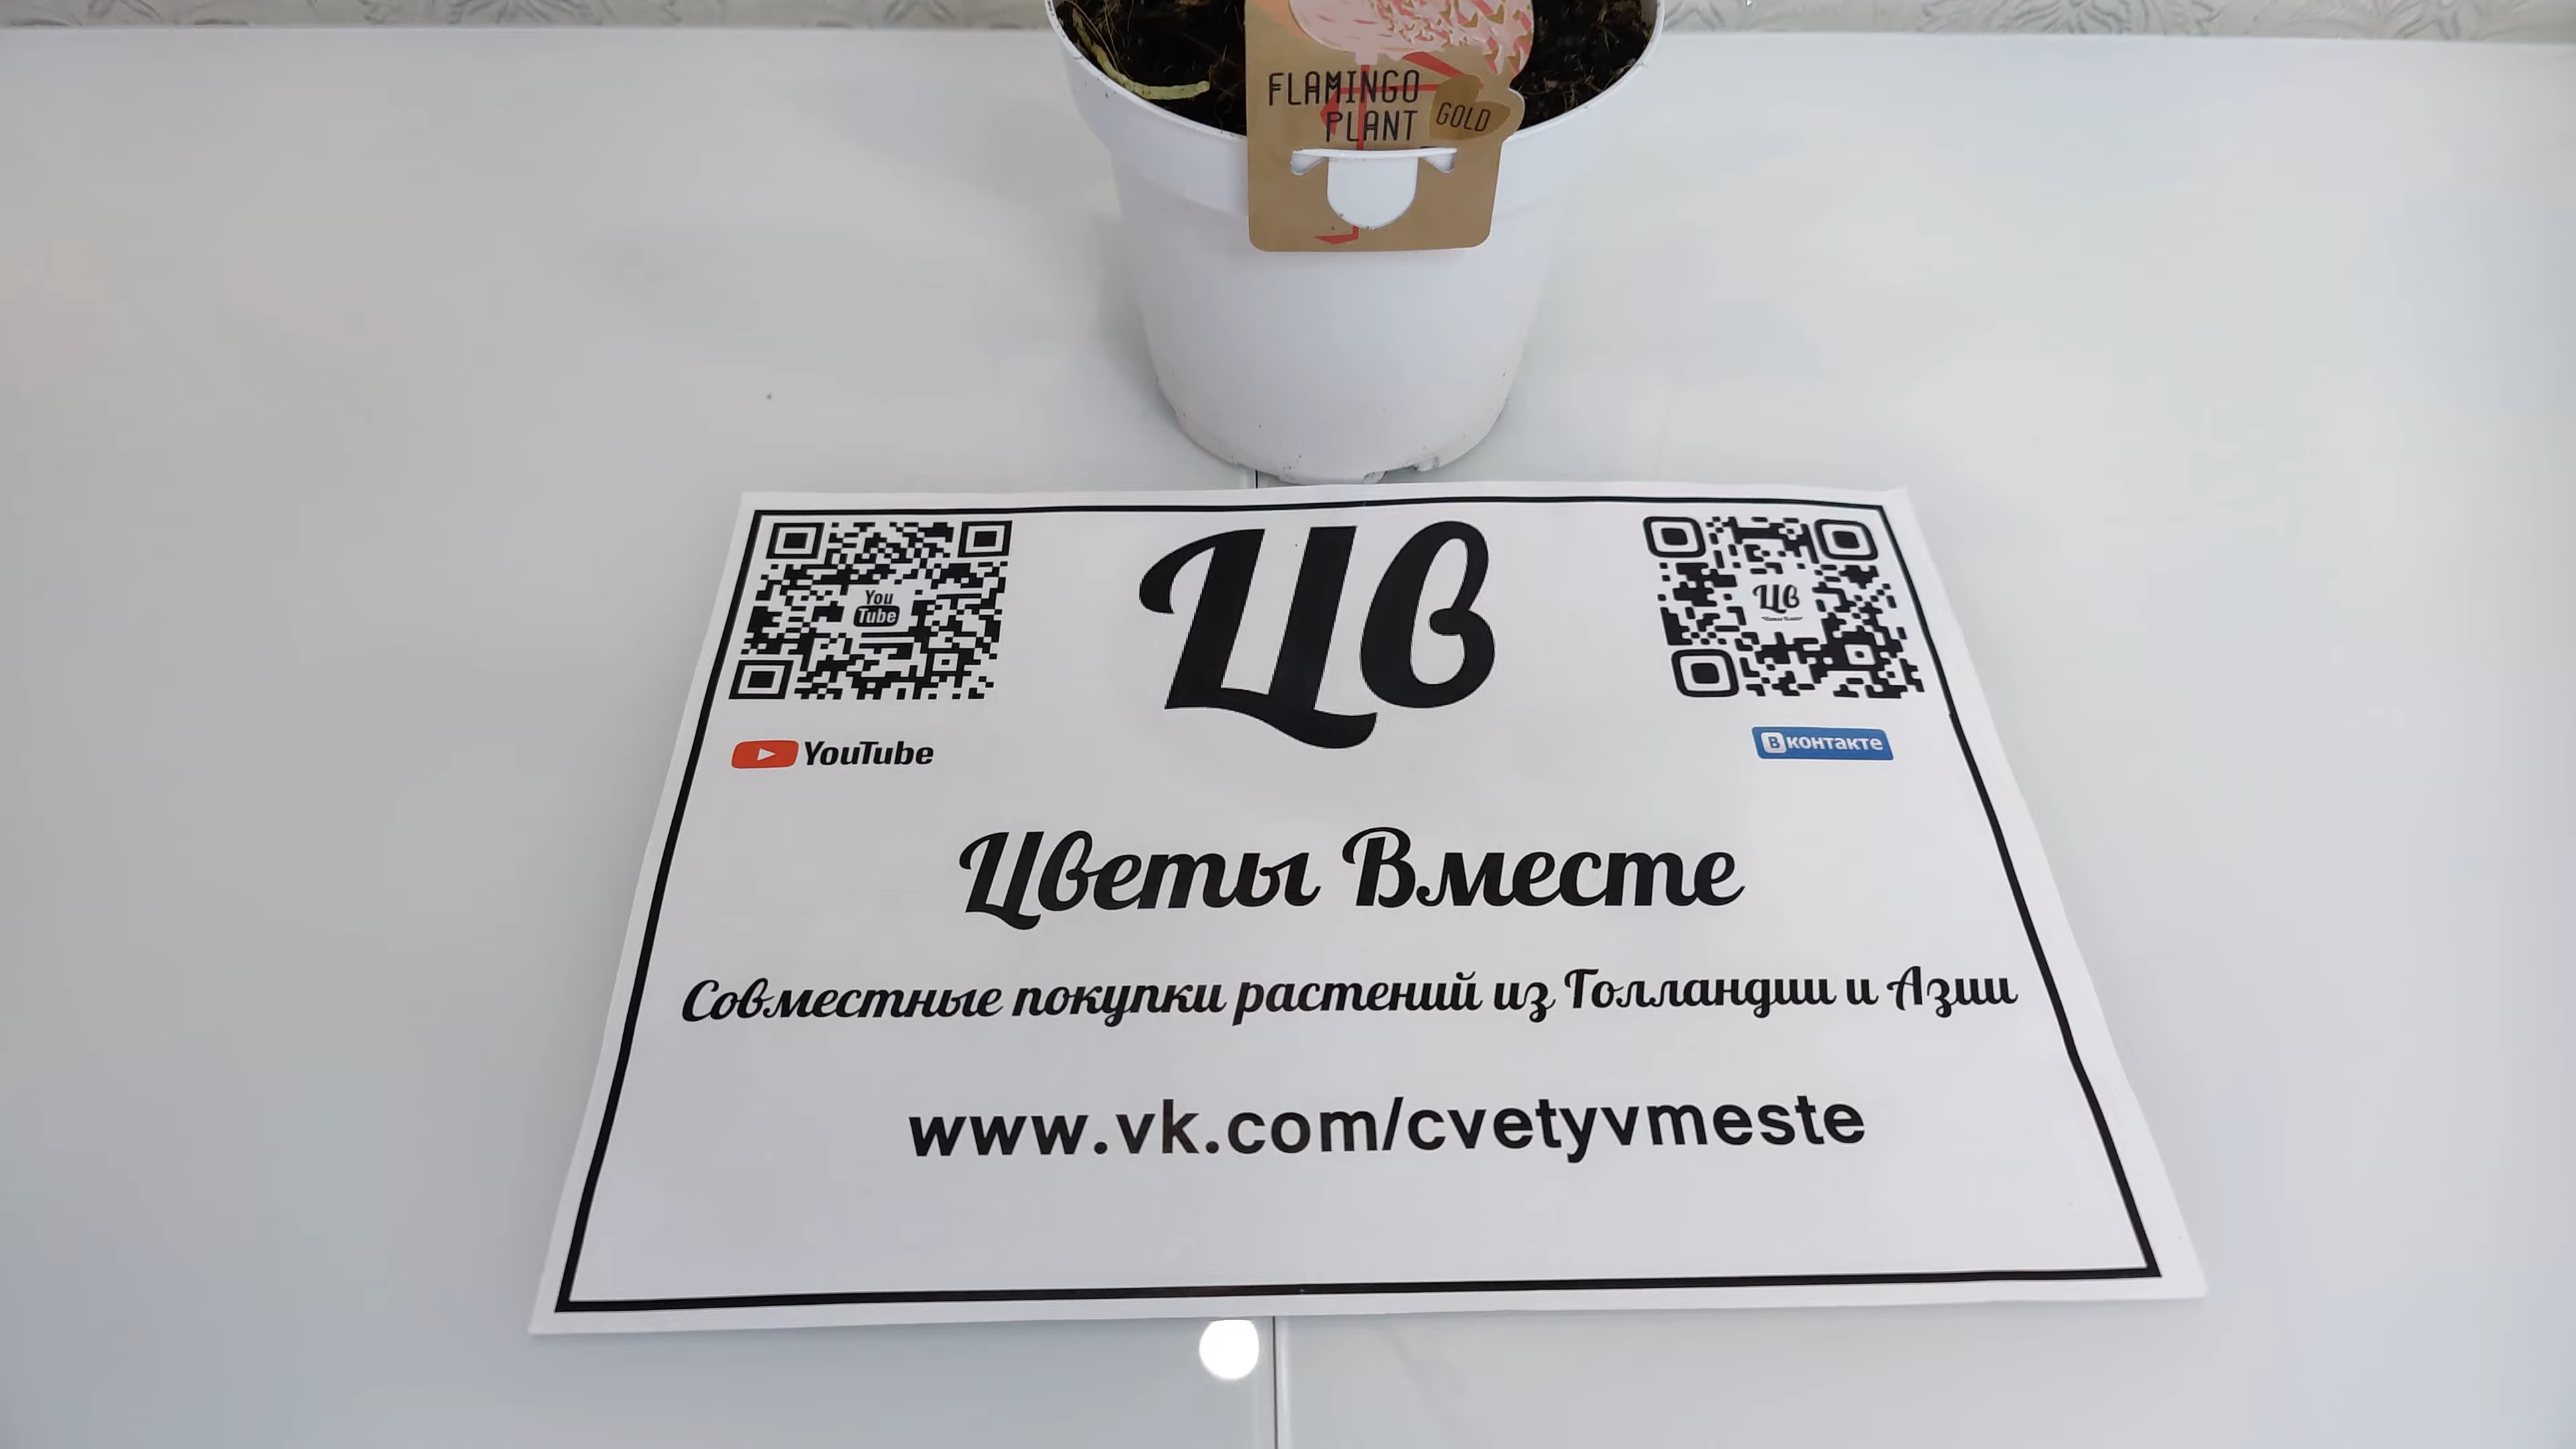 FLAMINGO
PLANT GOLD
You
Tube
Цв
Цв
YouTube
В контакте
Цветы Вместе
Совместные покупки растений из Голландии и Азии
www.vk.com/cvetyvmeste